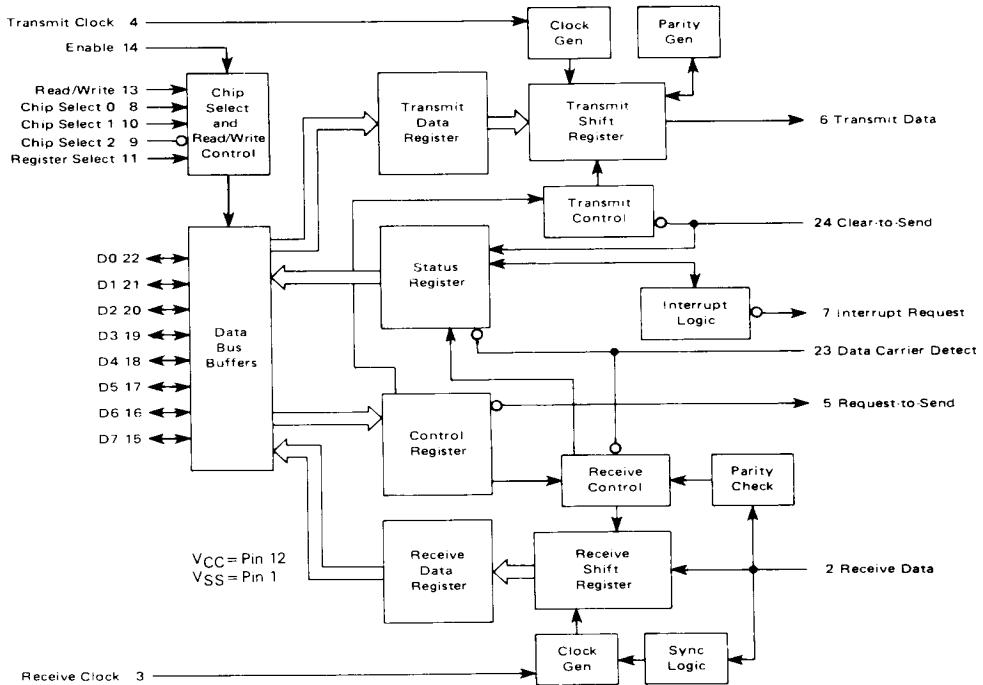 Transmit Clock 4
Clock
Gen
Parity
Gen
Enable 14
Read/Write 13
Chip Select 0 8
Chip Select 1 10
Chip Select 2 9
Register Select 11
Chip
Select
and
Read/Write
Control
Transmit
Data
Register
Transmit
Shift
Register
6 Transmit Data
Transmit
Control
24 Clear-to-Send
D0 22
D1 21
D2 20
D3 19
D4 18
D5 17
D6 16
D7 15
Data
Bus
Buffers
Status
Register
Interrupt
Logic
7 Interrupt Request
23 Data Carrier Detect
5 Request-to-Send
Control
Register
Receive
Control
Parity
Check
VCC = Pin 12
VSS = Pin 1
Receive
Data
Register
Receive
Shift
Register
2 Receive Data
Clock
Gen
Sync
Logic
Receive Clock 3